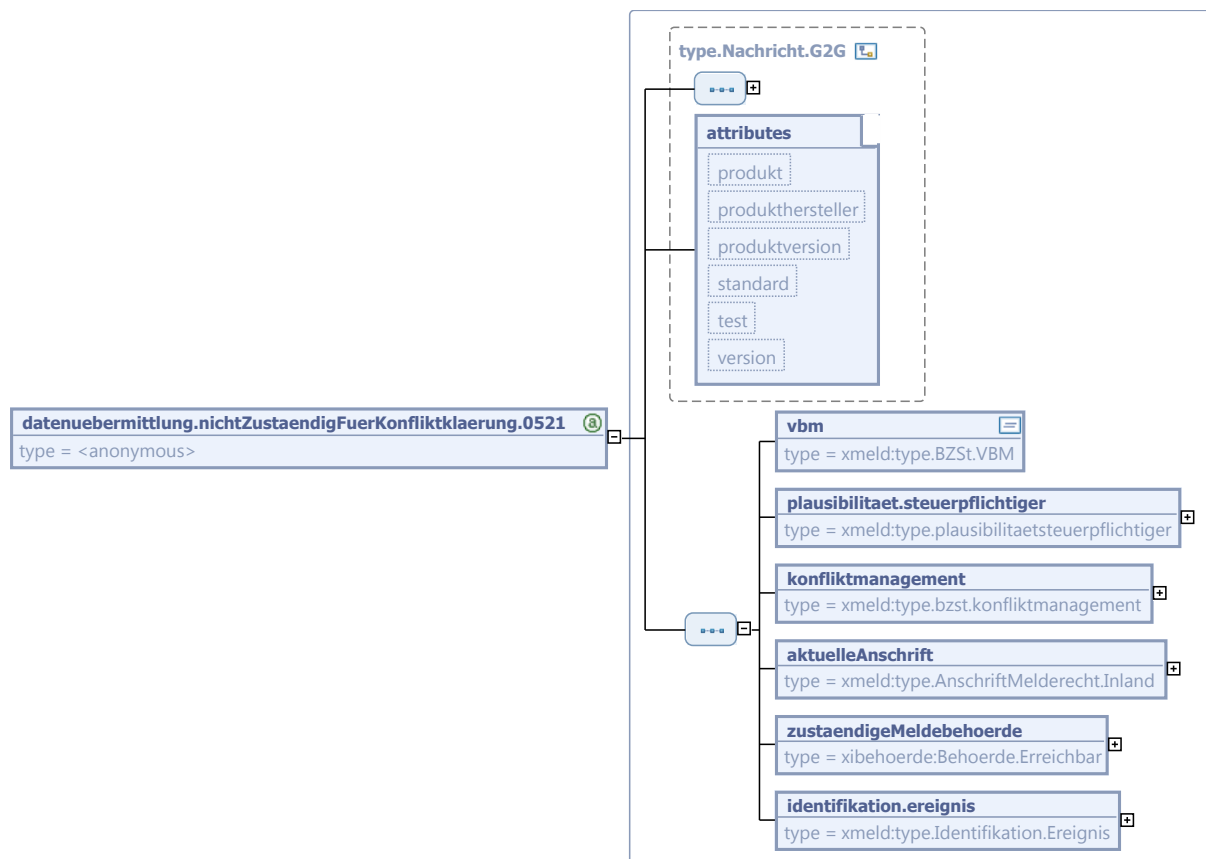 type.Nachricht.G2G
attributes
produkt
produkthersteller
produktversion
standard
test
version
datenuebermittlung.nichtZustaendigFuerKonfliktklaerung.0521
type = <anonymous>
vbm
type = xmeld:type.BZSt.VBM
plausibilitaet.steuerpflichtiger
type = xmeld:type.plausibilitaetsteuerpflichtiger
konfliktmanagement
type = xmeld:type.bzst.konfliktmanagement
aktuelleAnschrift
type = xmeld:type.AnschriftMelderecht.Inland
zustaendigeMeldebehoerde
type = xibehoerde:Behoerde.Erreichbar
identifikation.ereignis
type = xmeld:type.Identifikation.Ereignis